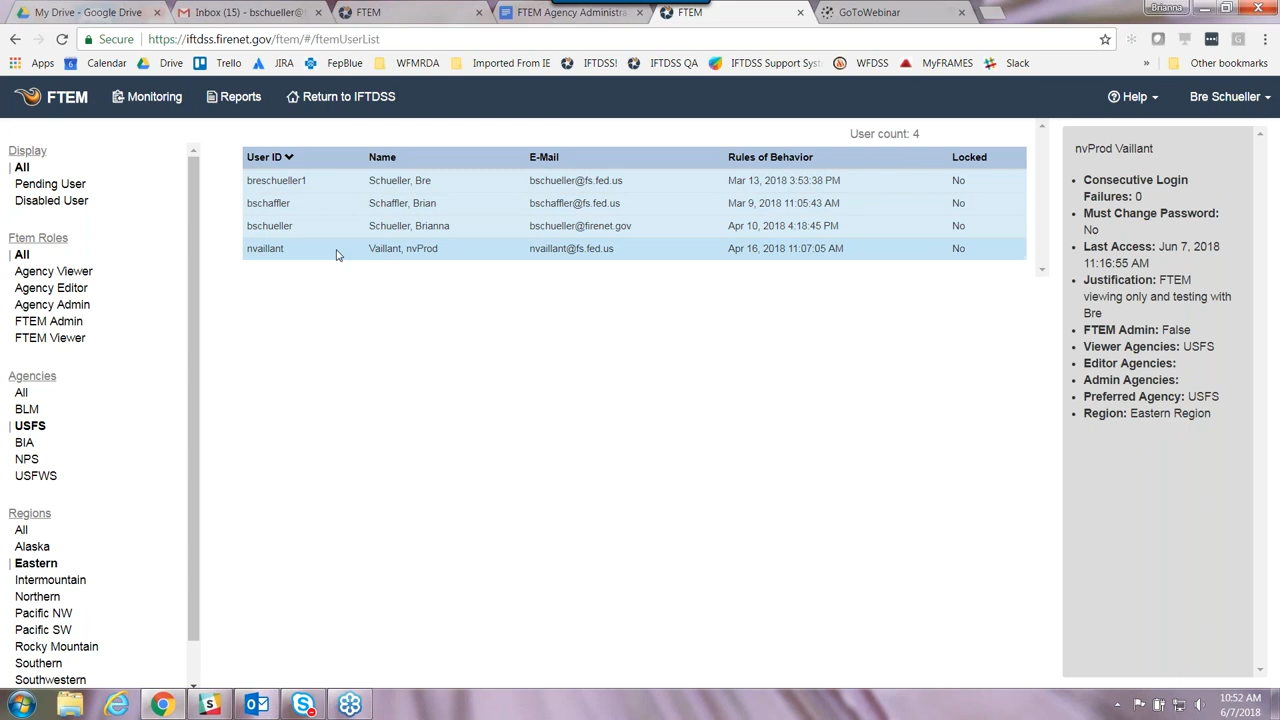 My Drive - Google Drive
Inbox (15) - bschueller@
FTEM
FTEM Agency Administra
FTEM
GoToWebinar
Brianna
Secure https://iftdss.firenet.gov/ftem/#/ftemUserList
Apps Calendar Drive Trello JIRA FepBlue WFMRDA Imported From IE IFTDSS! IFTDSS QA IFTDSS Support Syst WFDSS MyFRAMES Slack » Other bookmarks
FTEM Monitoring Reports Return to IFTDSS Help Bre Schueller
Display
All
Pending User
Disabled User
Ftem Roles
All
Agency Viewer
Agency Editor
Agency Admin
FTEM Admin
FTEM Viewer
Agencies
All
BLM
USFS
BIA
NPS
USFWS
Regions
All
Alaska
Eastern
Intermountain
Northern
Pacific NW
Pacific SW
Rocky Mountain
Southern
Southwestern
User count: 4
User ID Name E-Mail Rules of Behavior Locked
breschueller1 Schueller, Bre bschueller@fs.fed.us Mar 13, 2018 3:53:38 PM No
bschaffler Schaffler, Brian bschaffler@fs.fed.us Mar 9, 2018 11:05:43 AM No
bschueller Schueller, Brianna bschueller@firenet.gov Apr 10, 2018 4:18:45 PM No
nvaillant Vaillant, nvProd nvaillant@fs.fed.us Apr 16, 2018 11:07:05 AM No
nvProd Vaillant
• Consecutive Login
Failures: 0
• Must Change Password:
No
• Last Access: Jun 7, 2018
11:16:55 AM
• Justification: FTEM
viewing only and testing with
Bre
• FTEM Admin: False
• Viewer Agencies: USFS
• Editor Agencies:
• Admin Agencies:
• Preferred Agency: USFS
• Region: Eastern Region
10:52 AM
6/7/2018